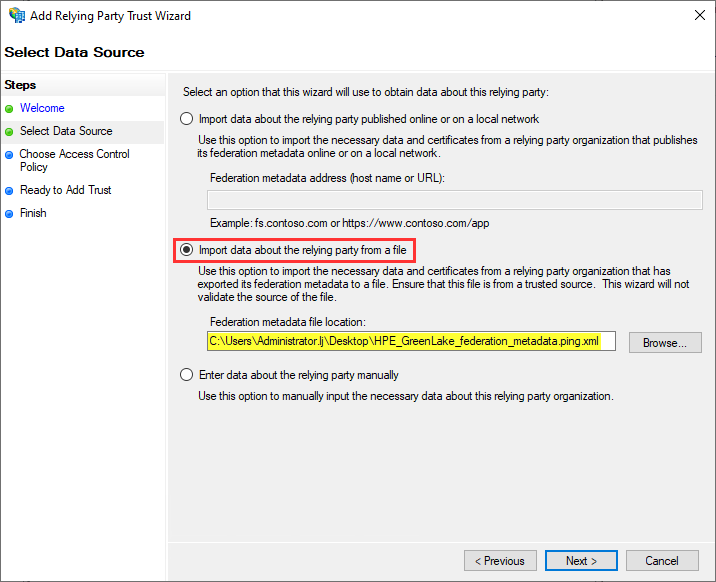 Add Relying Party Trust Wizard
Select Data Source
Steps
Welcome
Select Data Source
Choose Access Control
Policy
Ready to Add Trust
Finish
Select an option that this wizard will use to obtain data about this relying party:
Import data about the relying party published online or on a local network
Use this option to import the necessary data and certificates from a relying party organization that publishes
its federation metadata online or on a local network.
Federation metadata address (host name or URL):
Example: fs.contoso.com or https://www.contoso.com/app
Import data about the relying party from a file
Use this option to import the necessary data and certificates from a relying party organization that has
exported its federation metadata to a file. Ensure that this file is from a trusted source.  This wizard will not
validate the source of the file.
Federation metadata file location:
C:\Users\Administrator.lj\Desktop\HPE_GreenLake_federation_metadata.ping.xml
Browse...
Enter data about the relying party manually
Use this option to manually input the necessary data about this relying party organization.
< Previous
Next >
Cancel